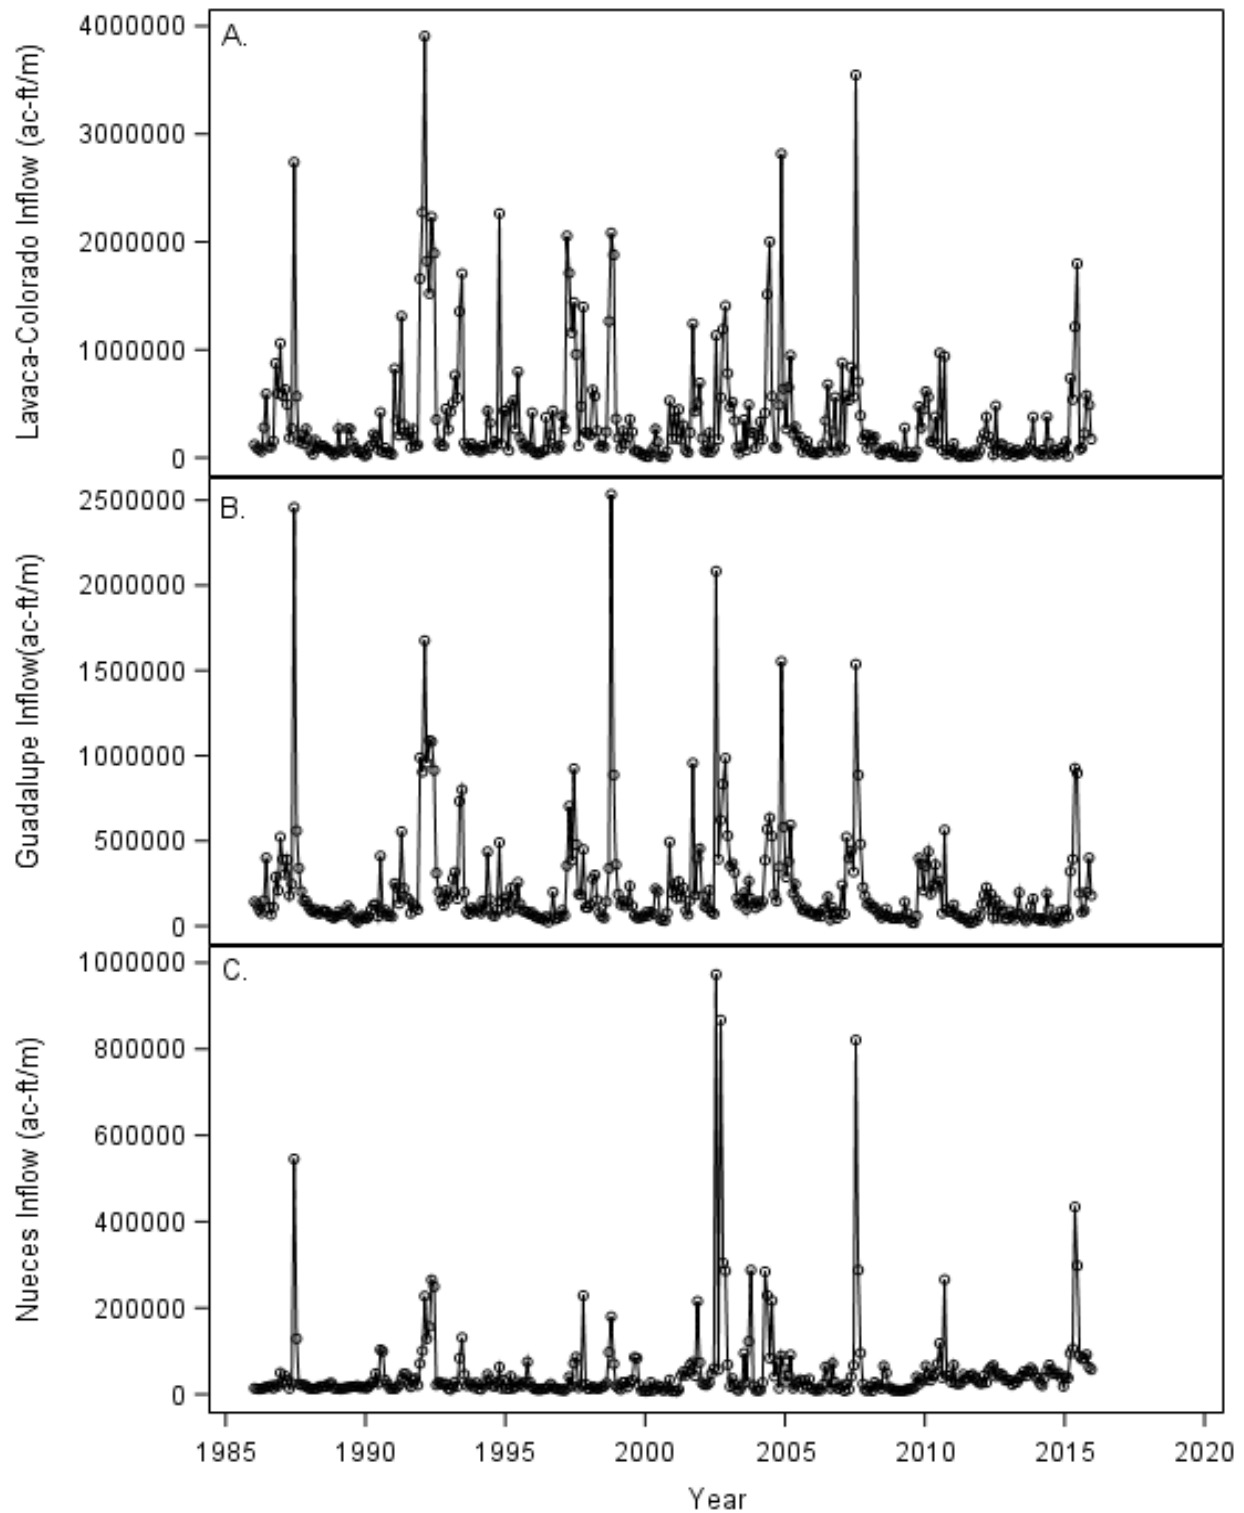 A.
Lavaca-Colorado Inflow (ac-ft/m)
4000000
3000000
2000000
1000000
0
B.
Guadalupe Inflow(ac-ft/m)
2500000
2000000
1500000
1000000
500000
0
C.
Nueces Inflow (ac-ft/m)
1000000
800000
600000
400000
200000
0
1985 1990 1995 2000 2005 2010 2015 2020
Year